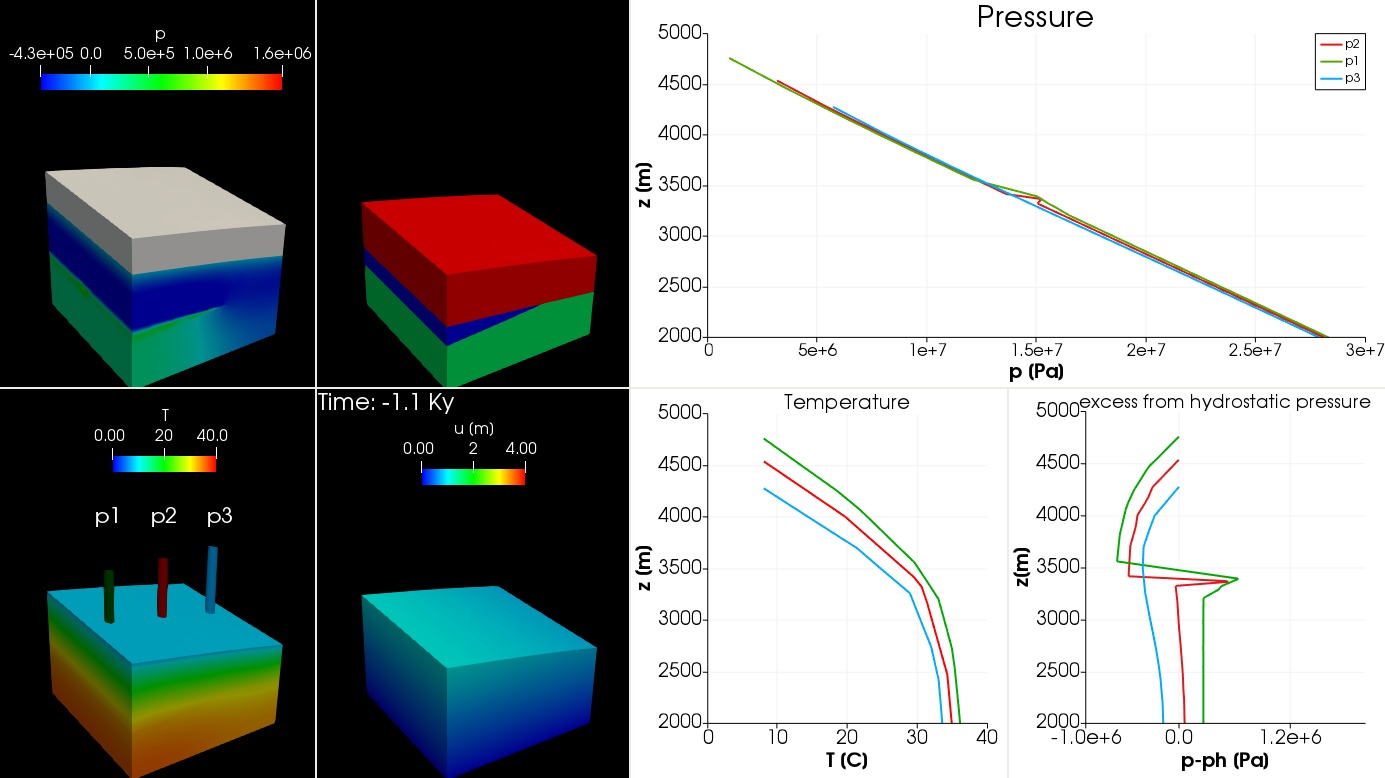 p
-4.3e+05 0.0 5.0e+5 1.0e+6 1.6e+06
Pressure
5000
4500
4000
3500
3000
2500
2000
z (m)
0 5e+6 1e+7 1.5e+7 2e+7 2.5e+7 3e+7
p (Pa)
p2
p1
p3
T
0.00 20 40.0
p1 p2 p3
Time: -1.1 Ky
u (m)
0.00 2 4.00
Temperature
5000
4500
4000
3500
3000
2500
2000
z (m)
0 10 20 30 40
T (C)
excess from hydrostatic pressure
5000
4500
4000
3500
3000
2500
2000
z(m)
-1.0e+6 0.0 1.2e+6
p-ph (Pa)